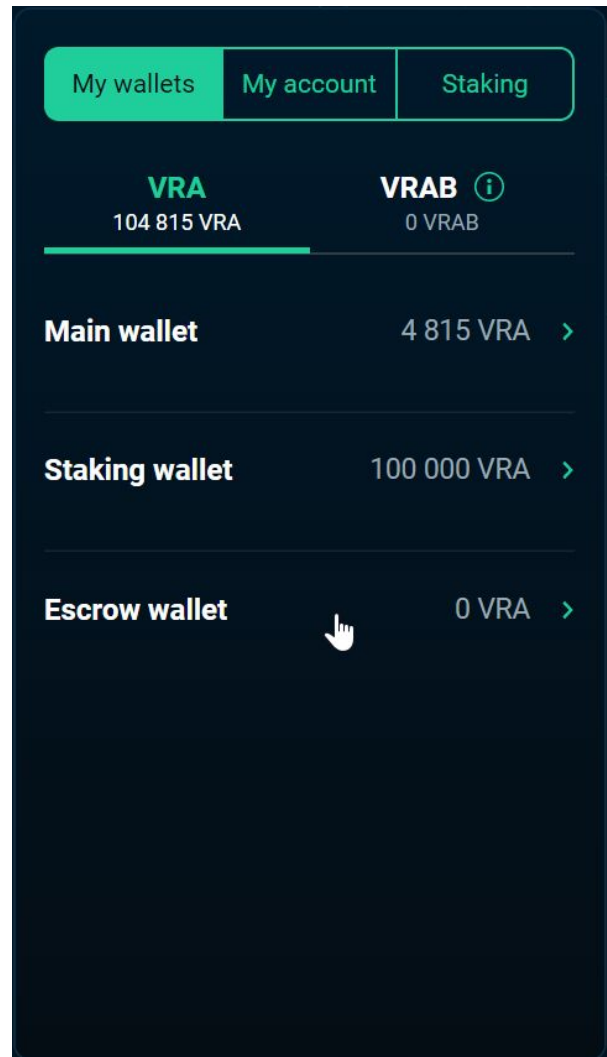 My wallets My account Staking
VRA VRAB i
104 815 VRA 0 VRAB
Main wallet 4 815 VRA
Staking wallet 100 000 VRA
Escrow wallet 0 VRA